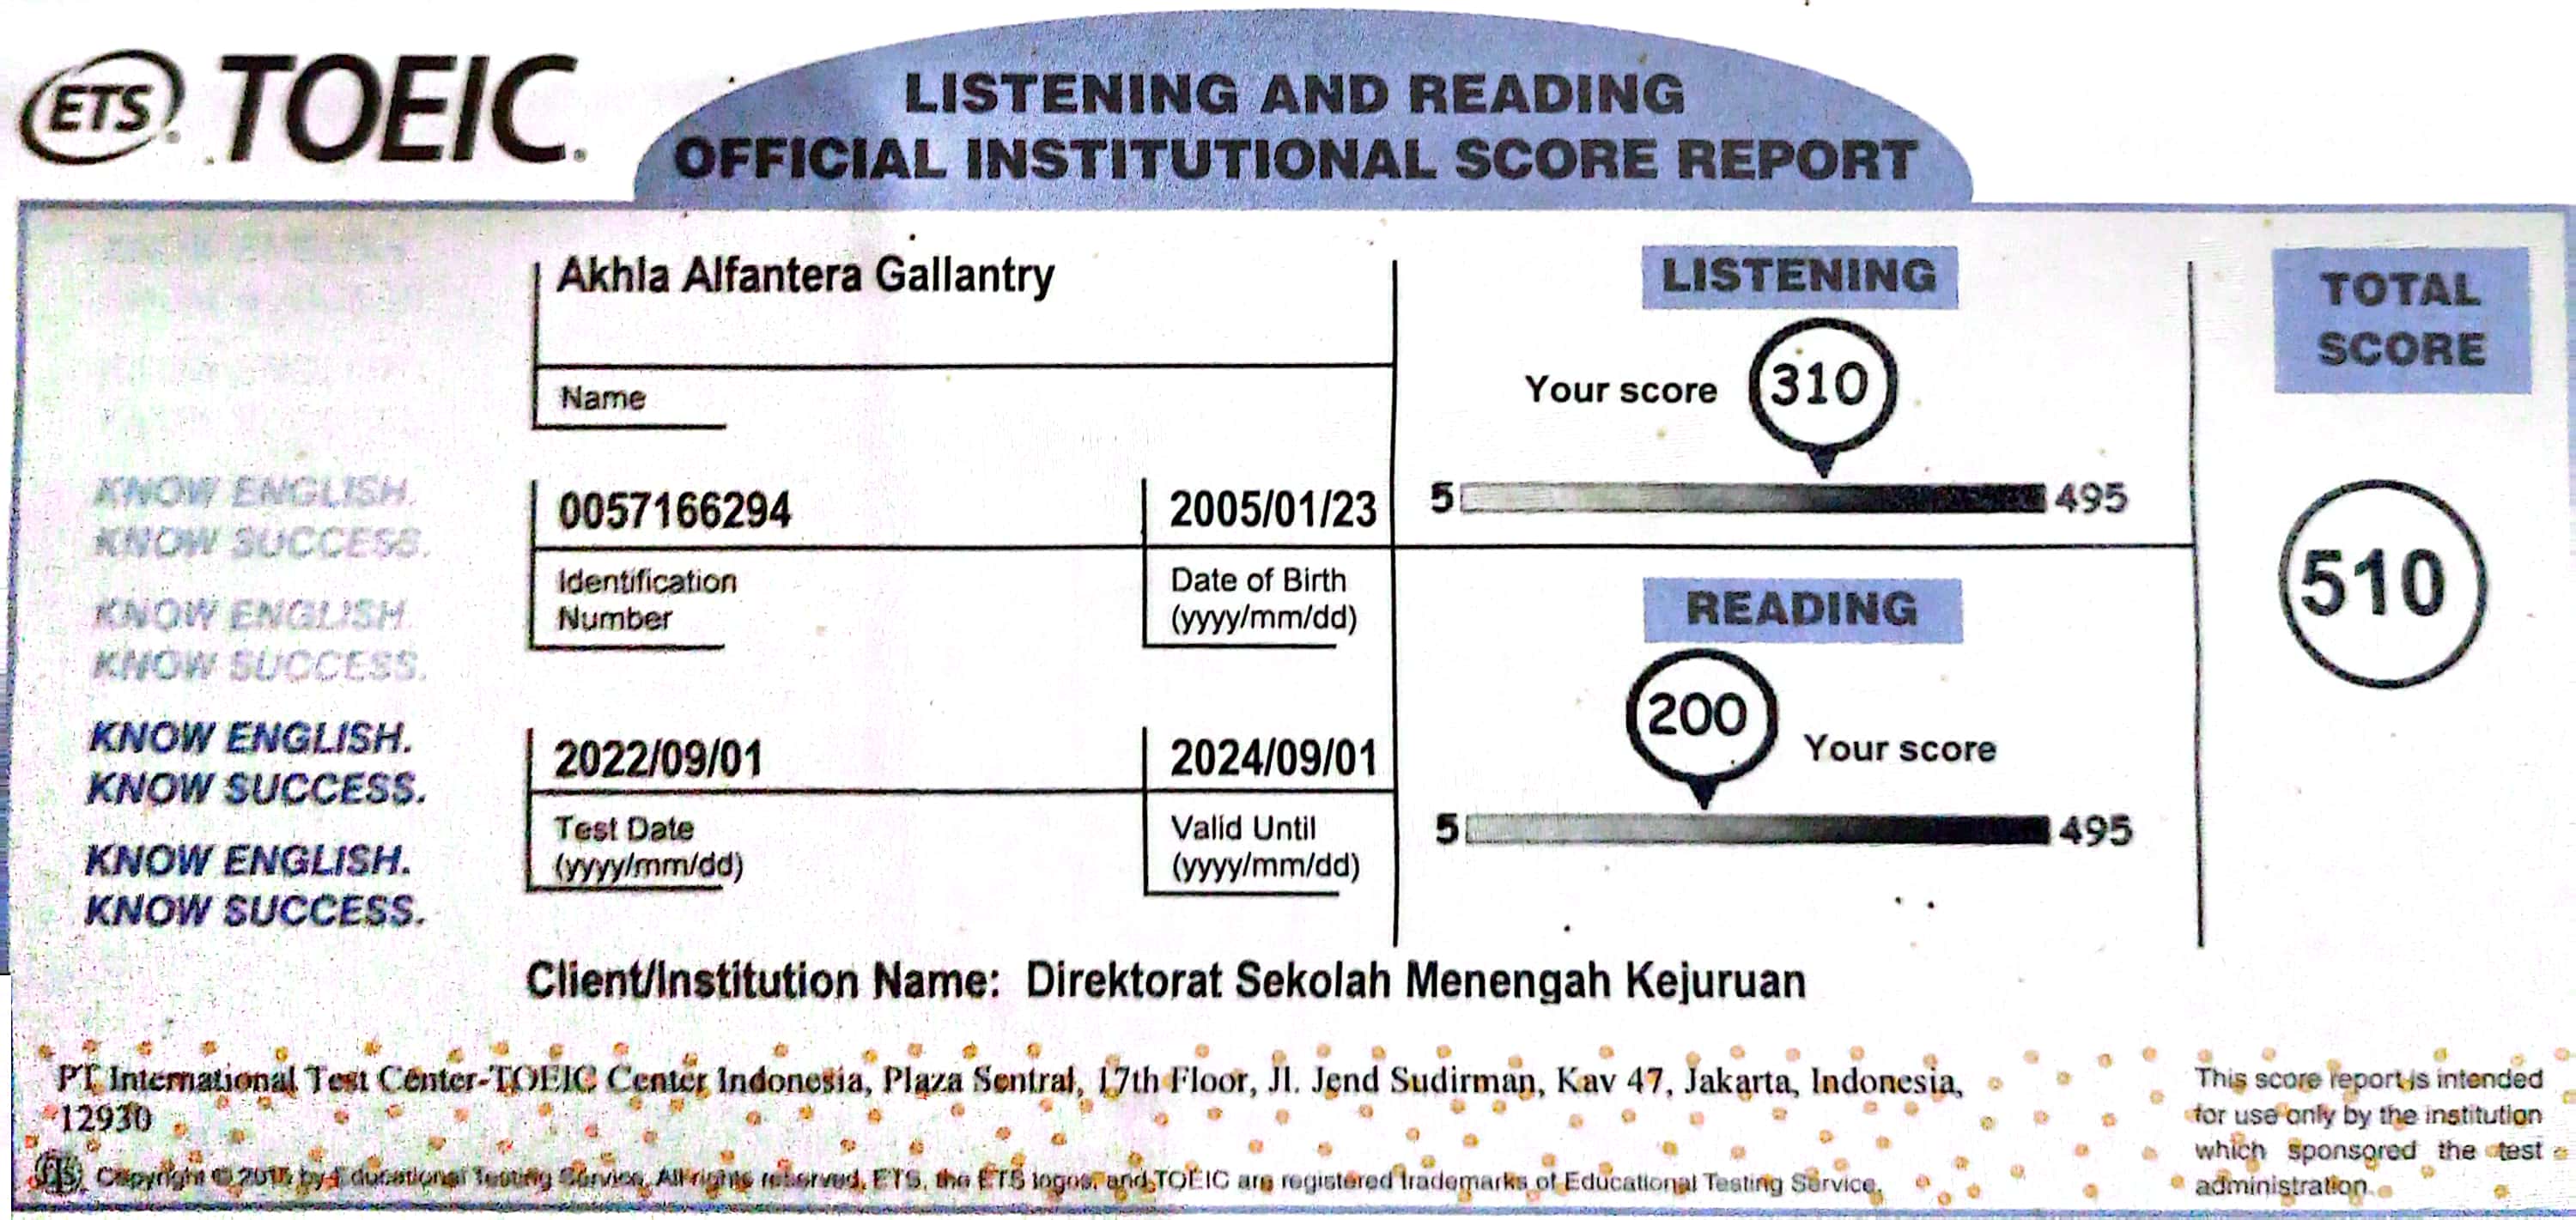 ETS TOEIC.
LISTENING AND READING
OFFICIAL INSTITUTIONAL SCORE REPORT
Akhla Alfantera Gallantry
Name
0057166294
Identification
Number
2005/01/23
Date of Birth
(yyyy/mm/dd)
2022/09/01
Test Date
(yyyy/mm/dd)
2024/09/01
Valid Until
(yyyy/mm/dd)
KNOW ENGLISH.
KNOW SUCCESS.
KNOW ENGLISH.
KNOW SUCCESS.
KNOW ENGLISH.
KNOW SUCCESS.
KNOW ENGLISH.
KNOW SUCCESS.
LISTENING
Your score 310
5 495
READING
200 Your score
5 495
TOTAL
SCORE
510
Client/Institution Name: Direktorat Sekolah Menengah Kejuruan
PT International Test Center-TOEIC Center Indonesia, Plaza Sentral, 17th Floor, Jl. Jend Sudirman, Kav 47, Jakarta, Indonesia,
12930
Copyright © by Educational Testing Service. All rights reserved. ETS, the ETS logos, and TOEIC are registered trademarks of Educational Testing Service.
This score report is intended
for use only by the institution
which sponsored the test
administration.